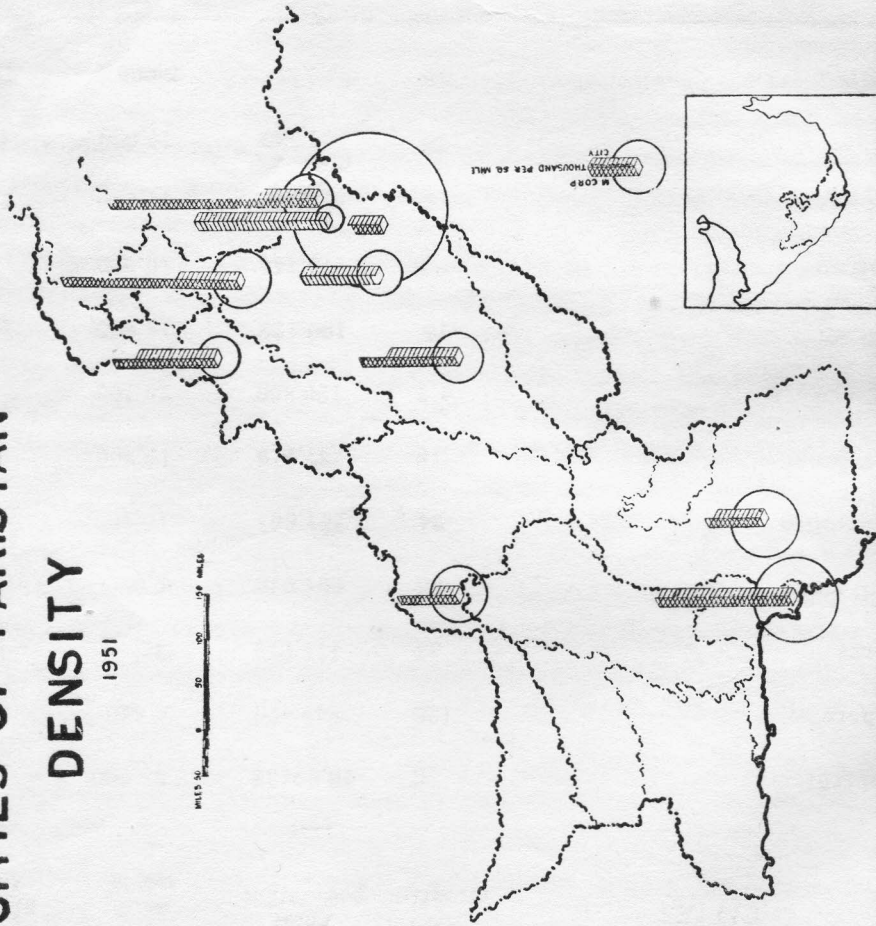 CITIES OF PAKISTAN
DENSITY
1951
MILES 50 0 50 100 150 MILES
M CORP
THOUSAND PER SQ. MILE
CITY